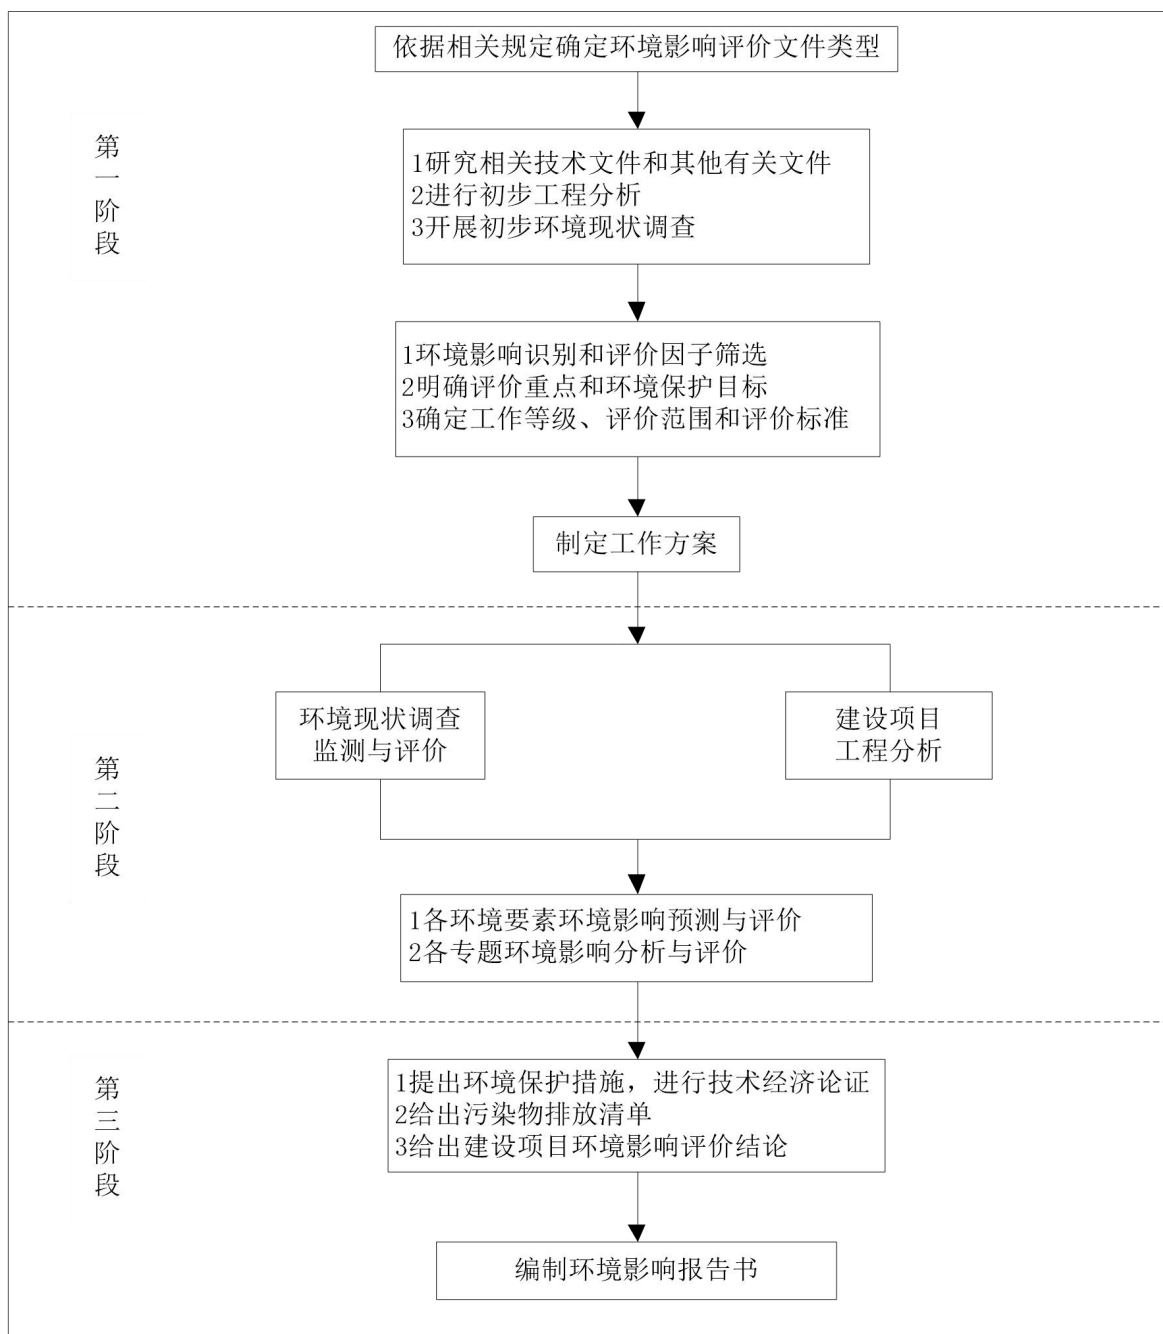 依据相关规定确定环境影响评价文件类型
第一阶段
1研究相关技术文件和其他有关文件
2进行初步工程分析
3开展初步环境现状调查
1环境影响识别和评价因子筛选
2明确评价重点和环境保护目标
3确定工作等级、评价范围和评价标准
制定工作方案
第二阶段
环境现状调查
监测与评价
建设项目
工程分析
1各环境要素环境影响预测与评价
2各专题环境影响分析与评价
第三阶段
1提出环境保护措施，进行技术经济论证
2给出污染物排放清单
3给出建设项目环境影响评价结论
编制环境影响报告书